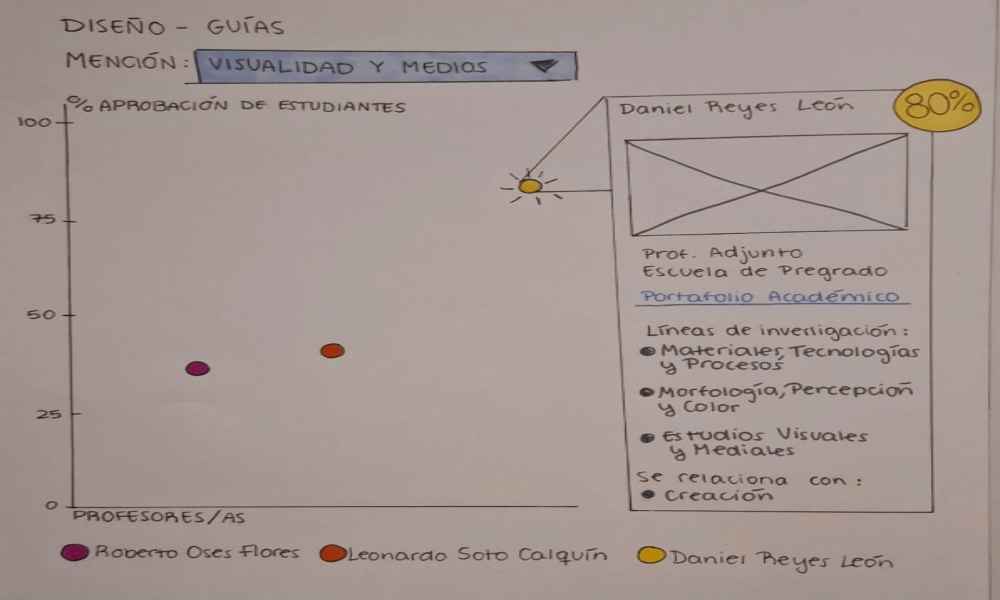 DISEÑO - GUÍAS
MENCIÓN: VISUALIDAD Y MEDIOS
% APROBACIÓN DE ESTUDIANTES
100
75
50
25
0
PROFESORES/AS
Roberto Oses Flores
Leonardo Soto Calquín
Daniel Reyes León
Daniel Reyes León
80%
Prof. Adjunto
Escuela de Pregrado
Portafolio Académico
Líneas de investigación:
Materiales, Tecnologías
y Procesos
Morfología, Percepción
y Color
Estudios Visuales
y Mediales
Se relaciona con:
Creación